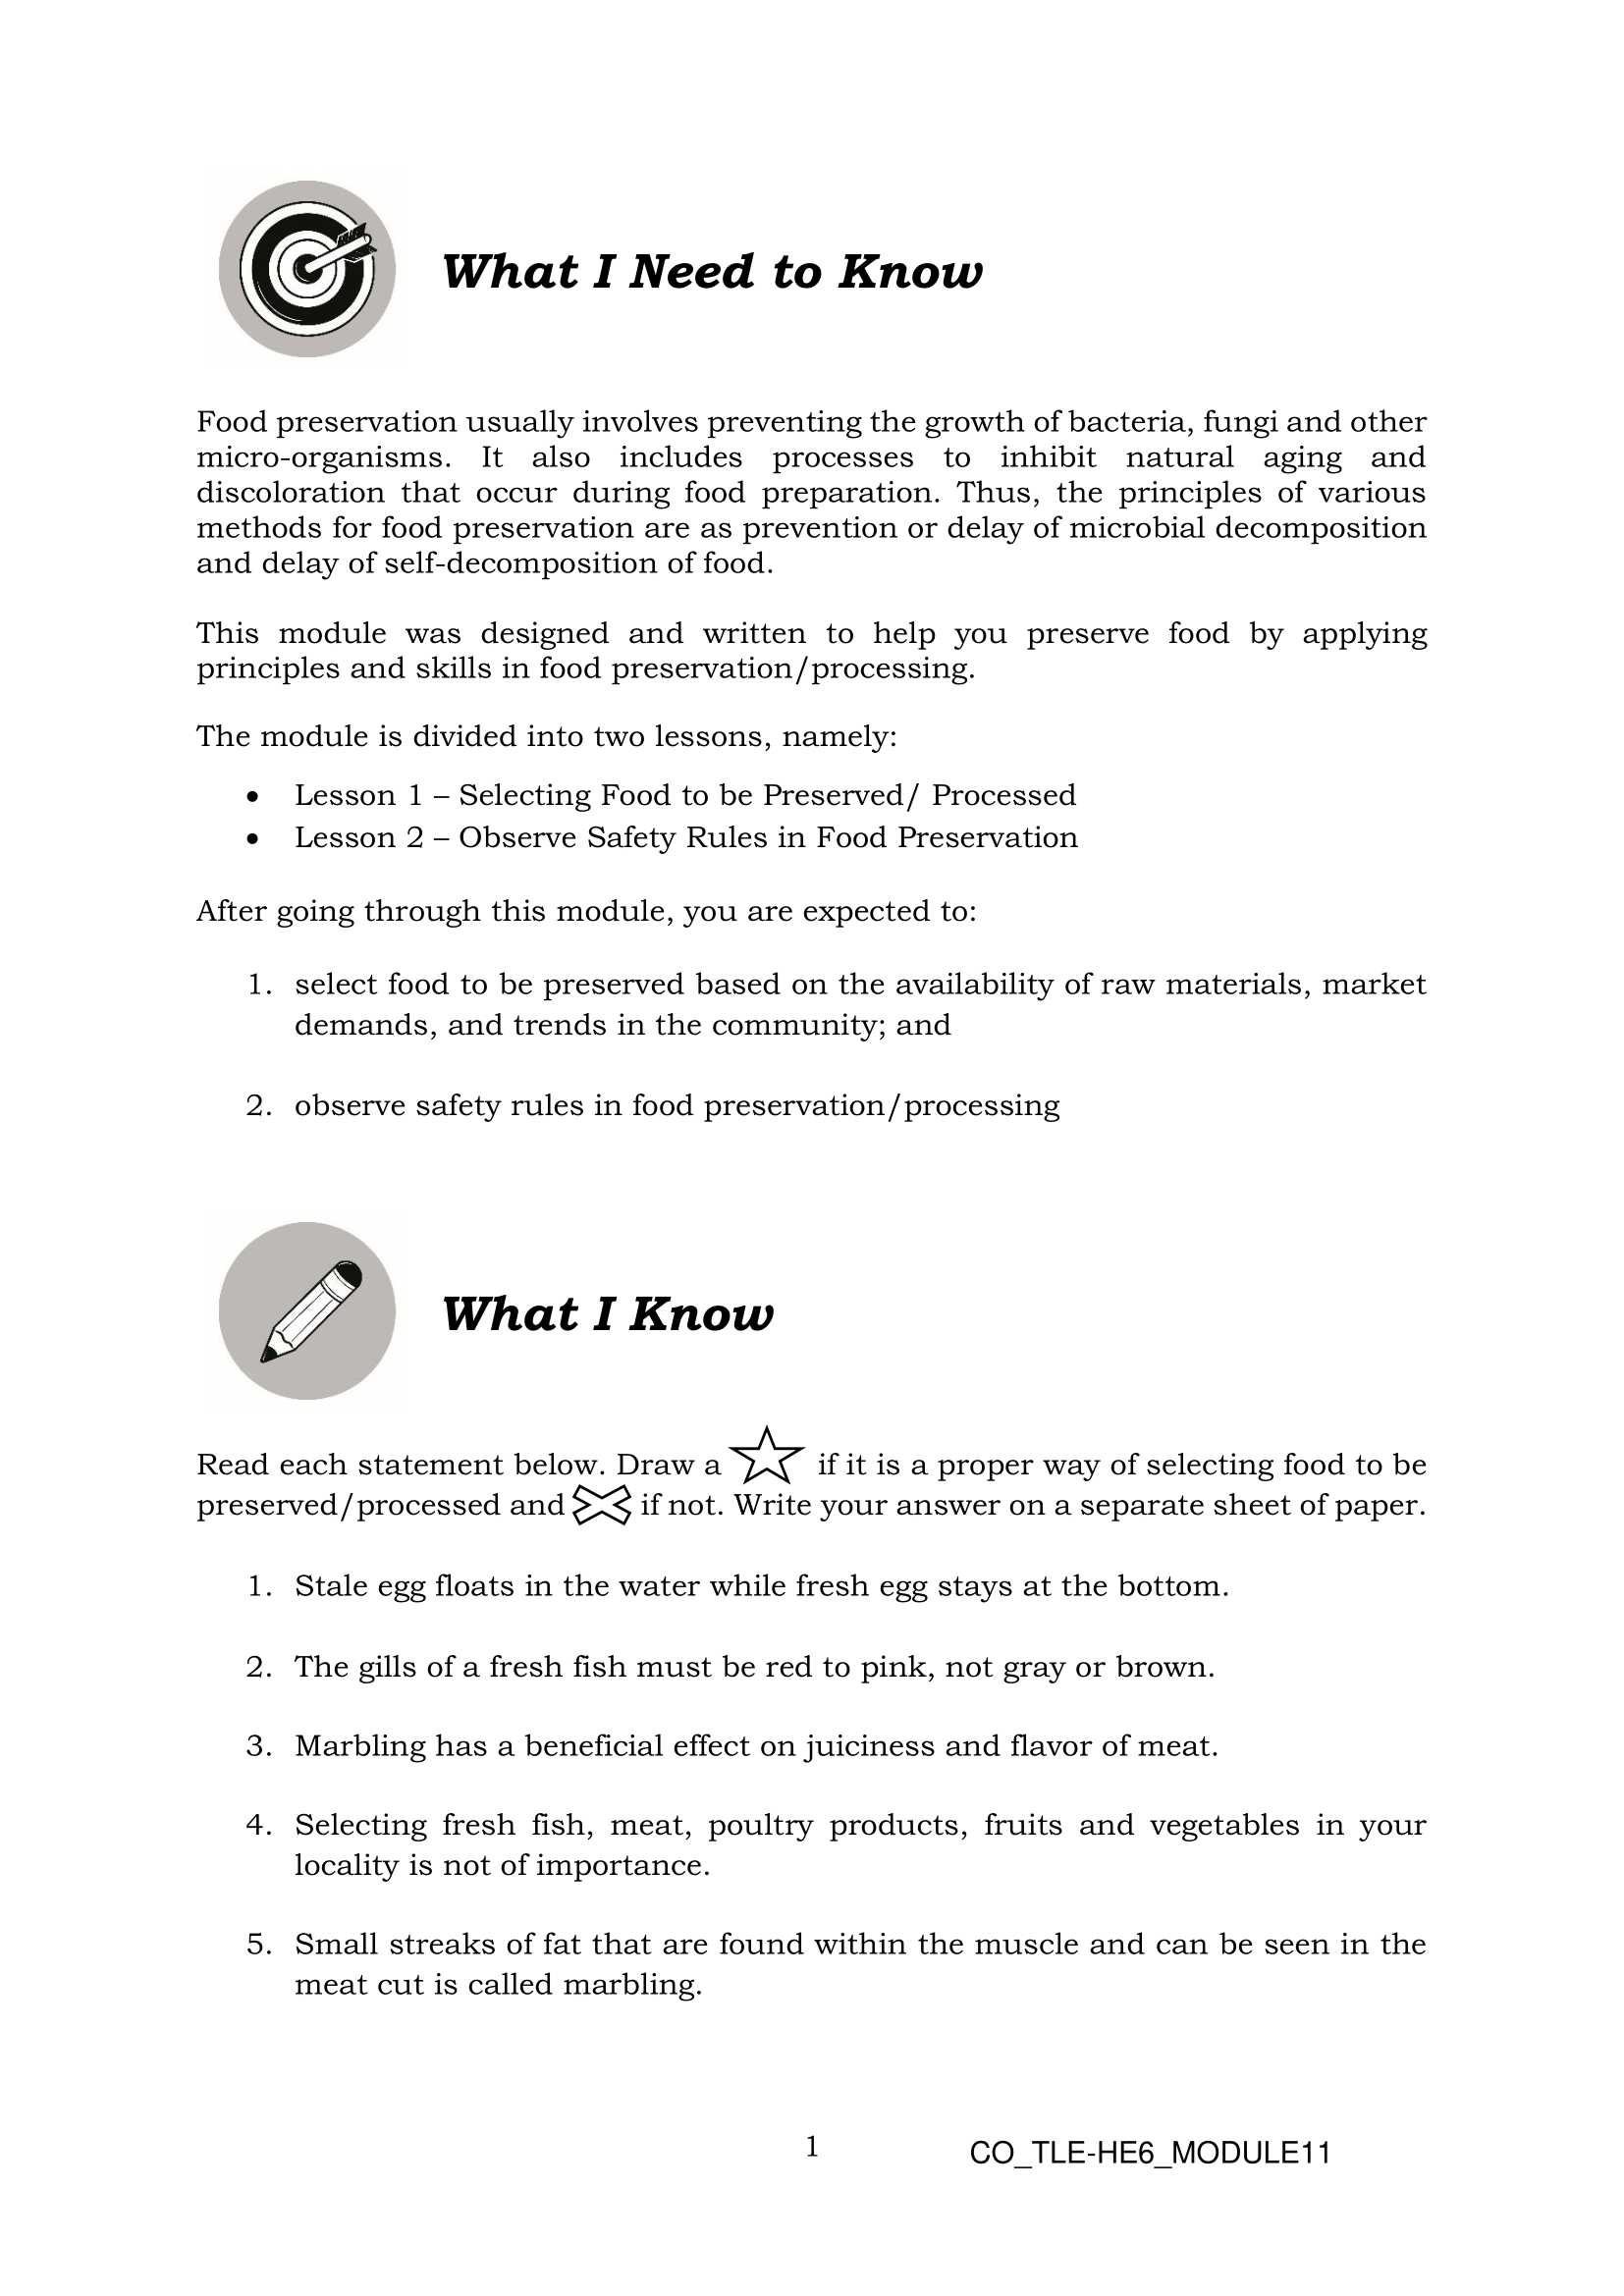 What I Need to Know
Food preservation usually involves preventing the growth of bacteria, fungi and other
micro-organisms. It also includes processes to inhibit natural aging and
discoloration that occur during food preparation. Thus, the principles of various
methods for food preservation are as prevention or delay of microbial decomposition
and delay of self-decomposition of food.
This module was designed and written to help you preserve food by applying
principles and skills in food preservation/processing.
The module is divided into two lessons, namely:
• Lesson 1 – Selecting Food to be Preserved/ Processed
• Lesson 2 – Observe Safety Rules in Food Preservation
After going through this module, you are expected to:
1. select food to be preserved based on the availability of raw materials, market
demands, and trends in the community; and
2. observe safety rules in food preservation/processing
What I Know
Read each statement below. Draw a if it is a proper way of selecting food to be
preserved/processed and if not. Write your answer on a separate sheet of paper.
1. Stale egg floats in the water while fresh egg stays at the bottom.
2. The gills of a fresh fish must be red to pink, not gray or brown.
3. Marbling has a beneficial effect on juiciness and flavor of meat.
4. Selecting fresh fish, meat, poultry products, fruits and vegetables in your
locality is not of importance.
5. Small streaks of fat that are found within the muscle and can be seen in the
meat cut is called marbling.
1
CO_TLE-HE6_MODULE11